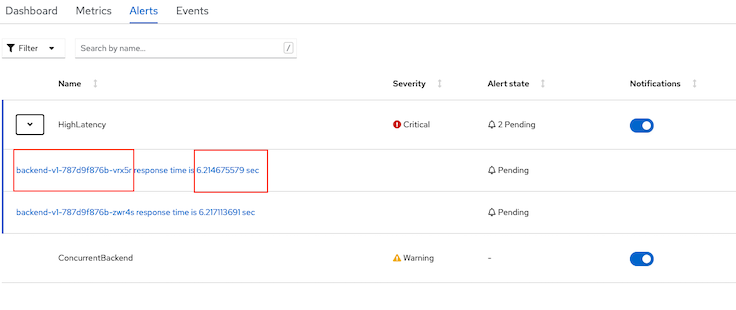 Dashboard Metrics Alerts Events
Filter Search by name... /
Name Severity Alert state Notifications
HighLatency Critical 2 Pending
backend-v1-787d9f876b-vrx5r response time is 6.214675579 sec Pending
backend-v1-787d9f876b-zwr4s response time is 6.217113691 sec Pending
ConcurrentBackend Warning -